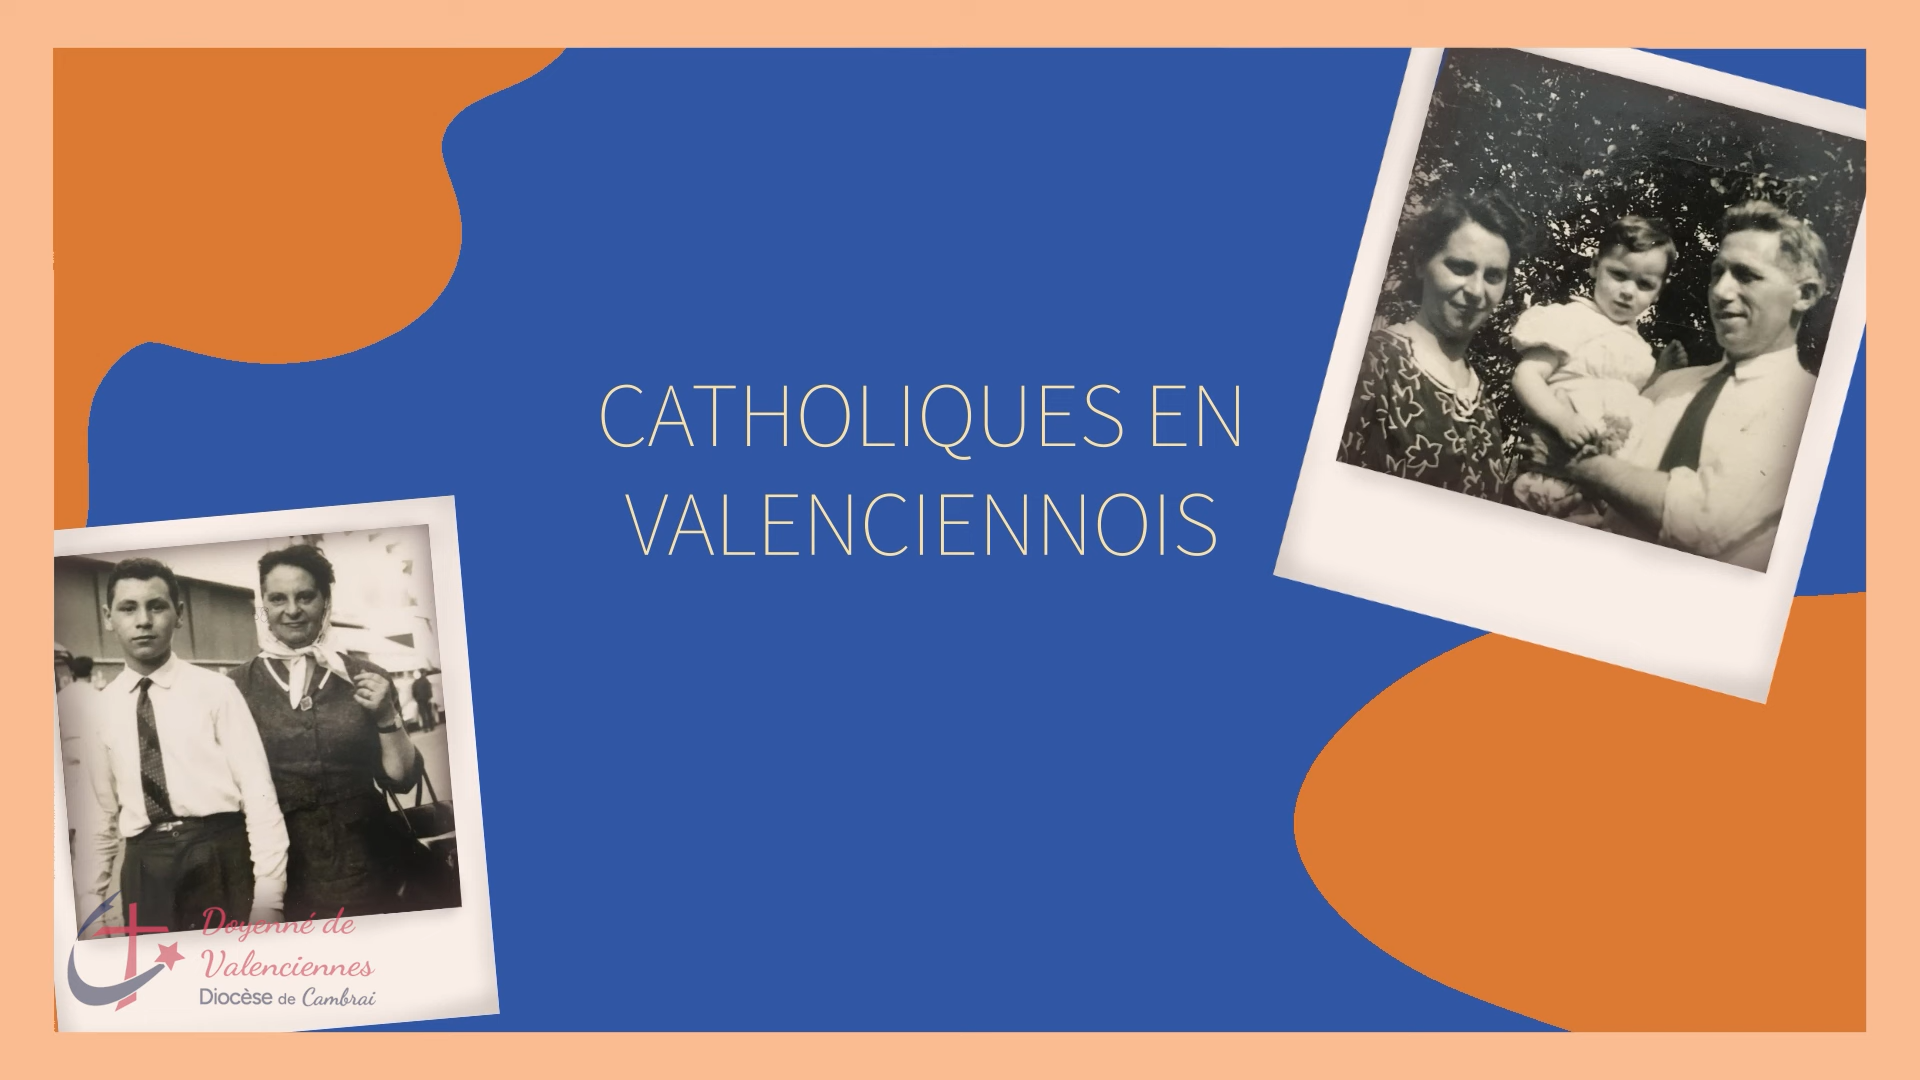 CATHOLIQUES EN
VALENCIENNOIS
Doyenné de
Valenciennes
Diocèse de Cambrai